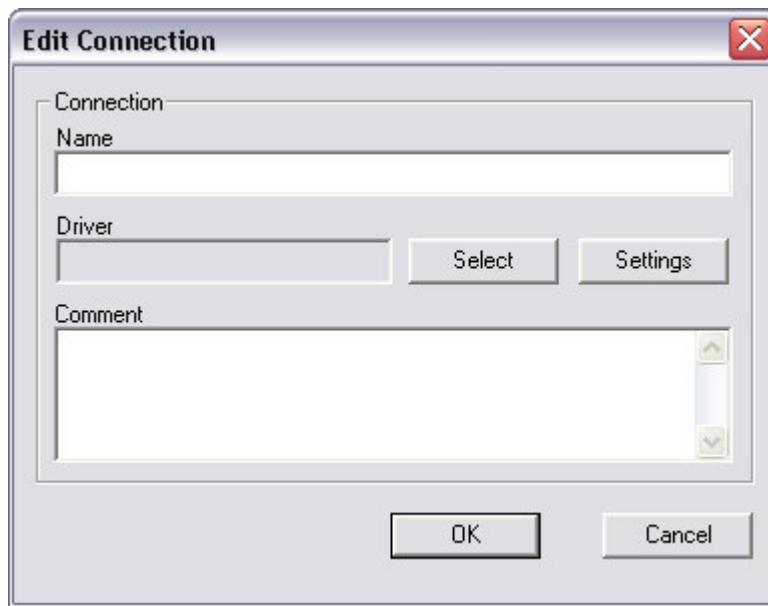 Edit Connection
Connection
Name
Driver
Select Settings
Comment
OK Cancel